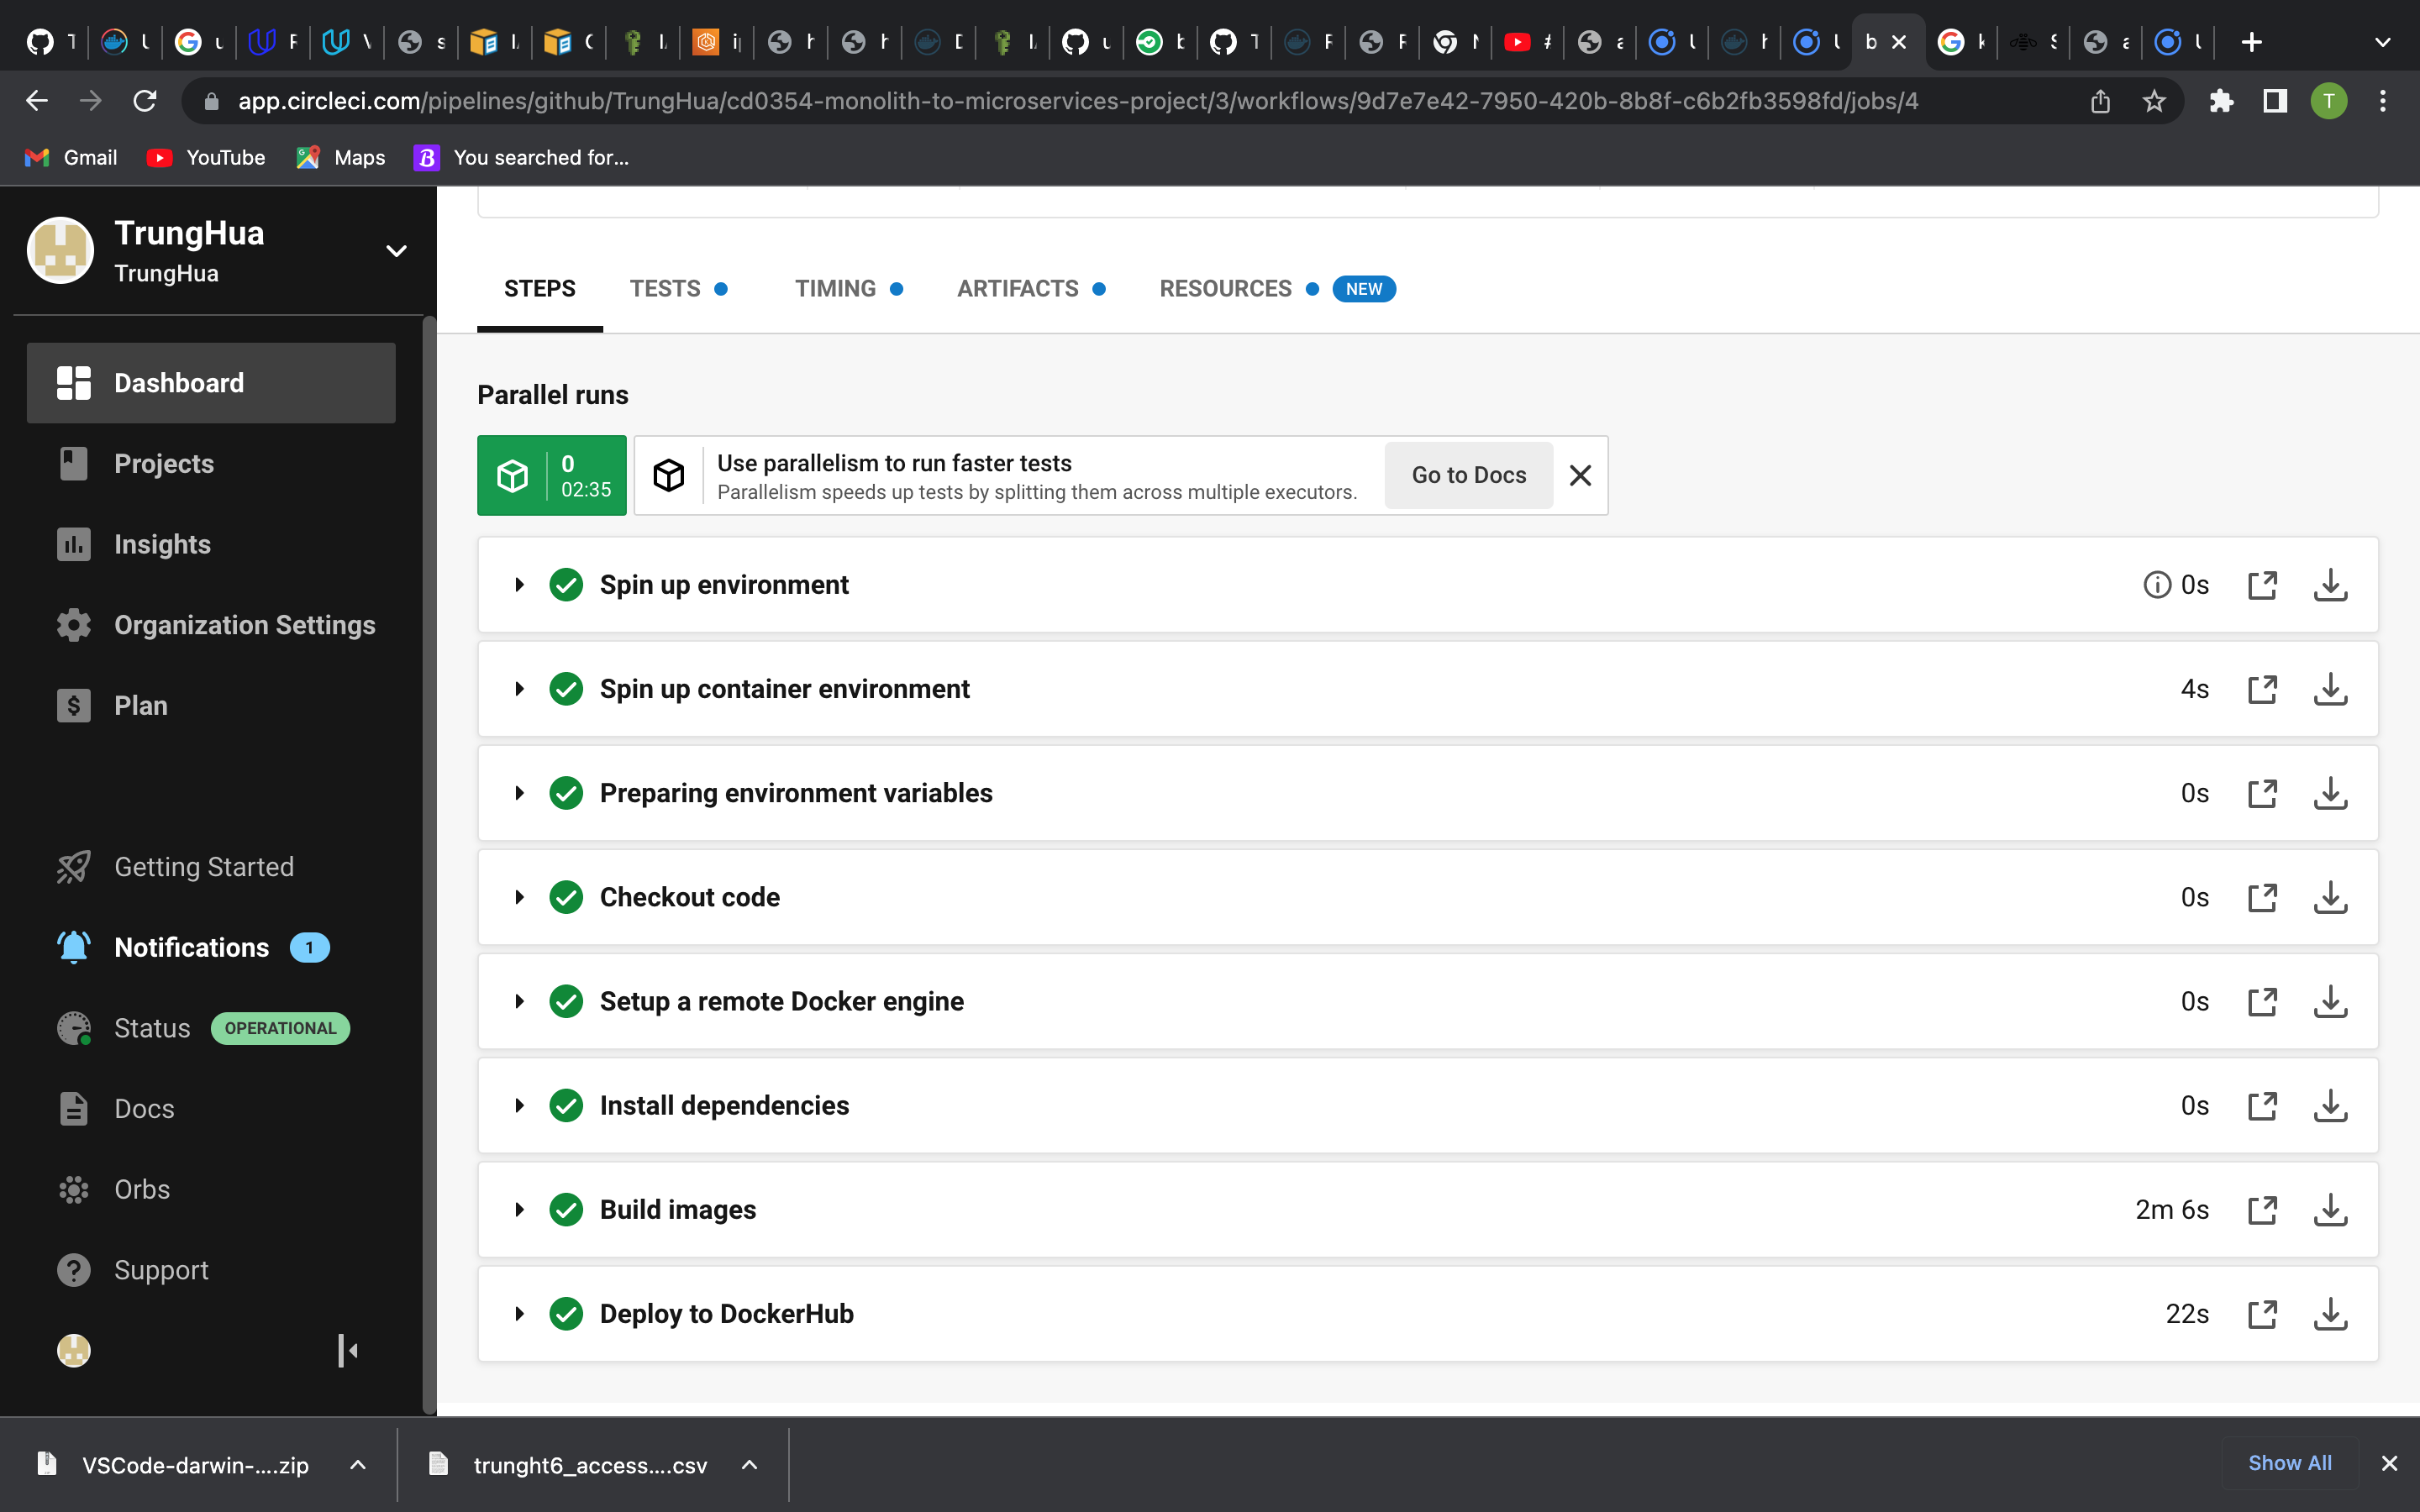 app.circleci.com/pipelines/github/TrungHua/cd0354-monolith-to-microservices-project/3/workflows/9d7e7e42-7950-420b-8b8f-c6b2fb3598fd/jobs/4
T
Gmail
YouTube
Maps
You searched for...
TrungHua
TrungHua
Dashboard
Projects
Insights
Organization Settings
Plan
Getting Started
Notifications 1
Status OPERATIONAL
Docs
Orbs
Support
STEPS
TESTS
TIMING
ARTIFACTS
RESOURCES NEW
Parallel runs
0
02:35
Use parallelism to run faster tests
Parallelism speeds up tests by splitting them across multiple executors.
Go to Docs
Spin up environment 0s
Spin up container environment 4s
Preparing environment variables 0s
Checkout code 0s
Setup a remote Docker engine 0s
Install dependencies 0s
Build images 2m 6s
Deploy to DockerHub 22s
VSCode-darwin-....zip
trunght6_access....csv
Show All